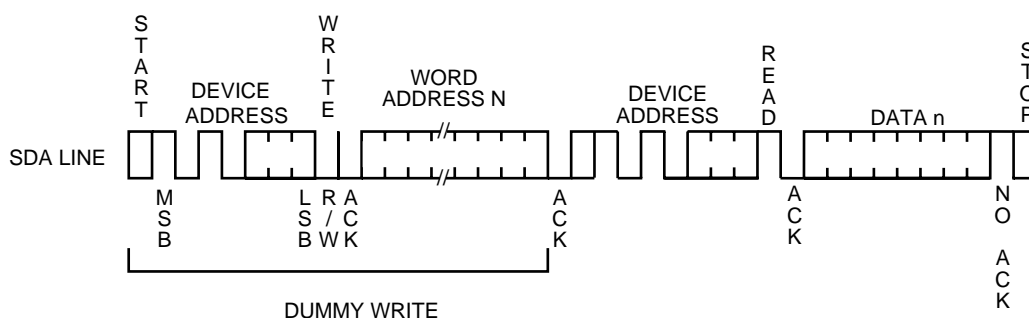 START
WRITE
READ
STOP
DEVICE
ADDRESS
WORD
ADDRESS N
DEVICE
ADDRESS
DATA n
SDA LINE
MSB
LSB
R/W
ACK
ACK
ACK
NO ACK
DUMMY WRITE